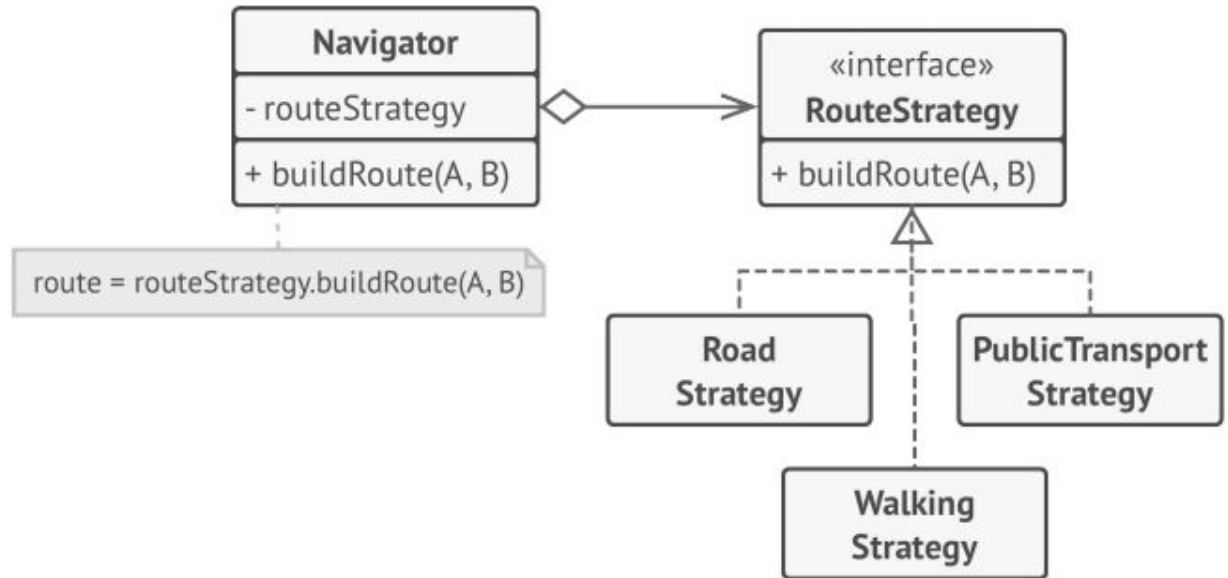 Navigator
- routeStrategy
+ buildRoute(A, B)
route = routeStrategy.buildRoute(A, B)
«interface»
RouteStrategy
+ buildRoute(A, B)
Road
Strategy
PublicTransport
Strategy
Walking
Strategy